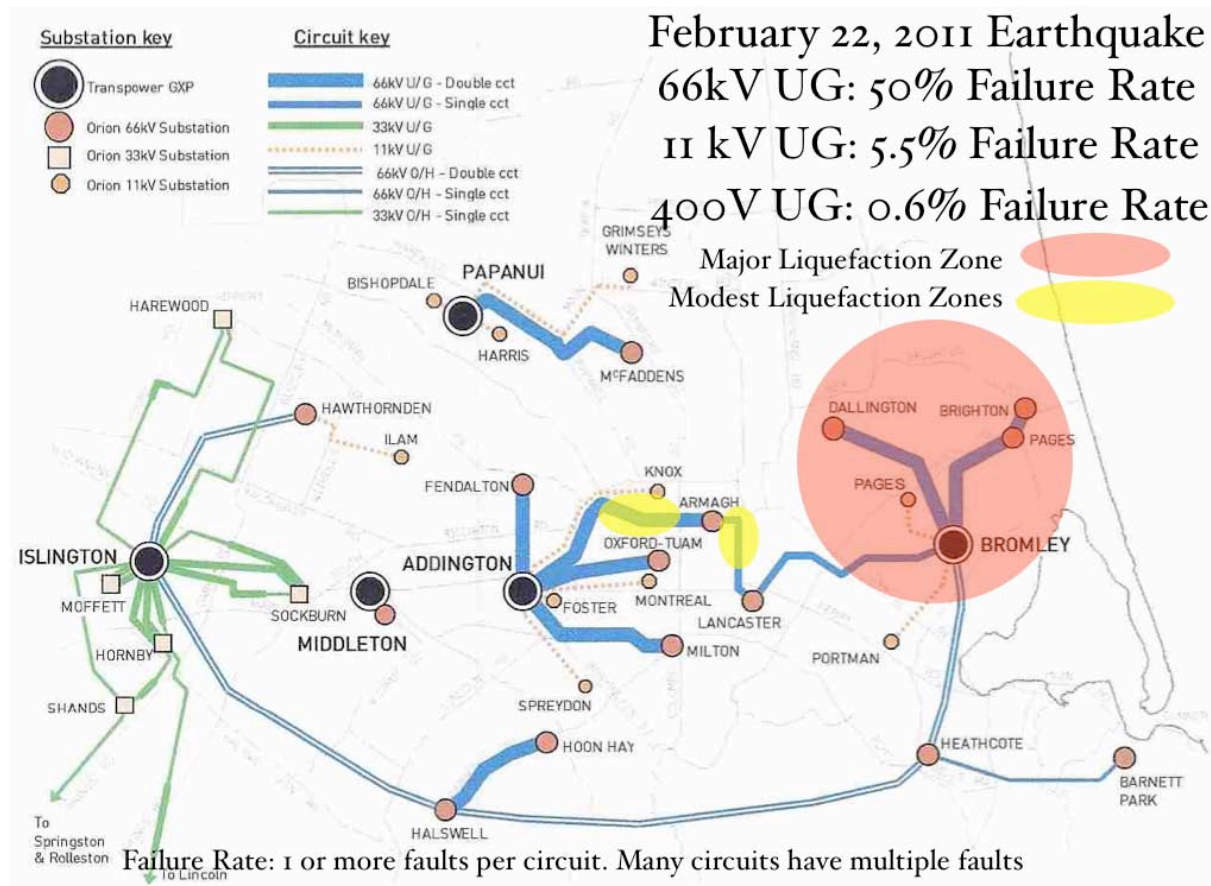 February 22, 2011 Earthquake
66kV UG: 50% Failure Rate
11 kV UG: 5.5% Failure Rate
400V UG: 0.6% Failure Rate
Major Liquefaction Zone
Modest Liquefaction Zones
Substation key
Transpower GXP
Orion 66kV Substation
Orion 33kV Substation
Orion 11kV Substation
Circuit key
66kV U/G - Double cct
66kV U/G - Single cct
33kV U/G
11kV U/G
66kV O/H - Double cct
66kV O/H - Single cct
33kV O/H - Single cct
GRIMSEYS
WINTERS
PAPANUI
BISHOPDALE
HAREWOOD
HARRIS
McFADDENS
HAWTHORNDEN
ILAM
DALLINGTON
BRIGHTON
PAGES
KNOX
FENDALTON
ARMAGH
PAGES
OXFORD-TUAM
BROMLEY
ISLINGTON
ADDINGTON
MOFFETT
SOCKBURN
FOSTER
MONTREAL
LANCASTER
MIDDLETON
HORNBY
MILTON
PORTMAN
SHANDS
SPREYDON
HOON HAY
HEATHCOTE
BARNETT
PARK
HALSWELL
To
Springston
& Rolleston
To Lincoln
Failure Rate: 1 or more faults per circuit. Many circuits have multiple faults